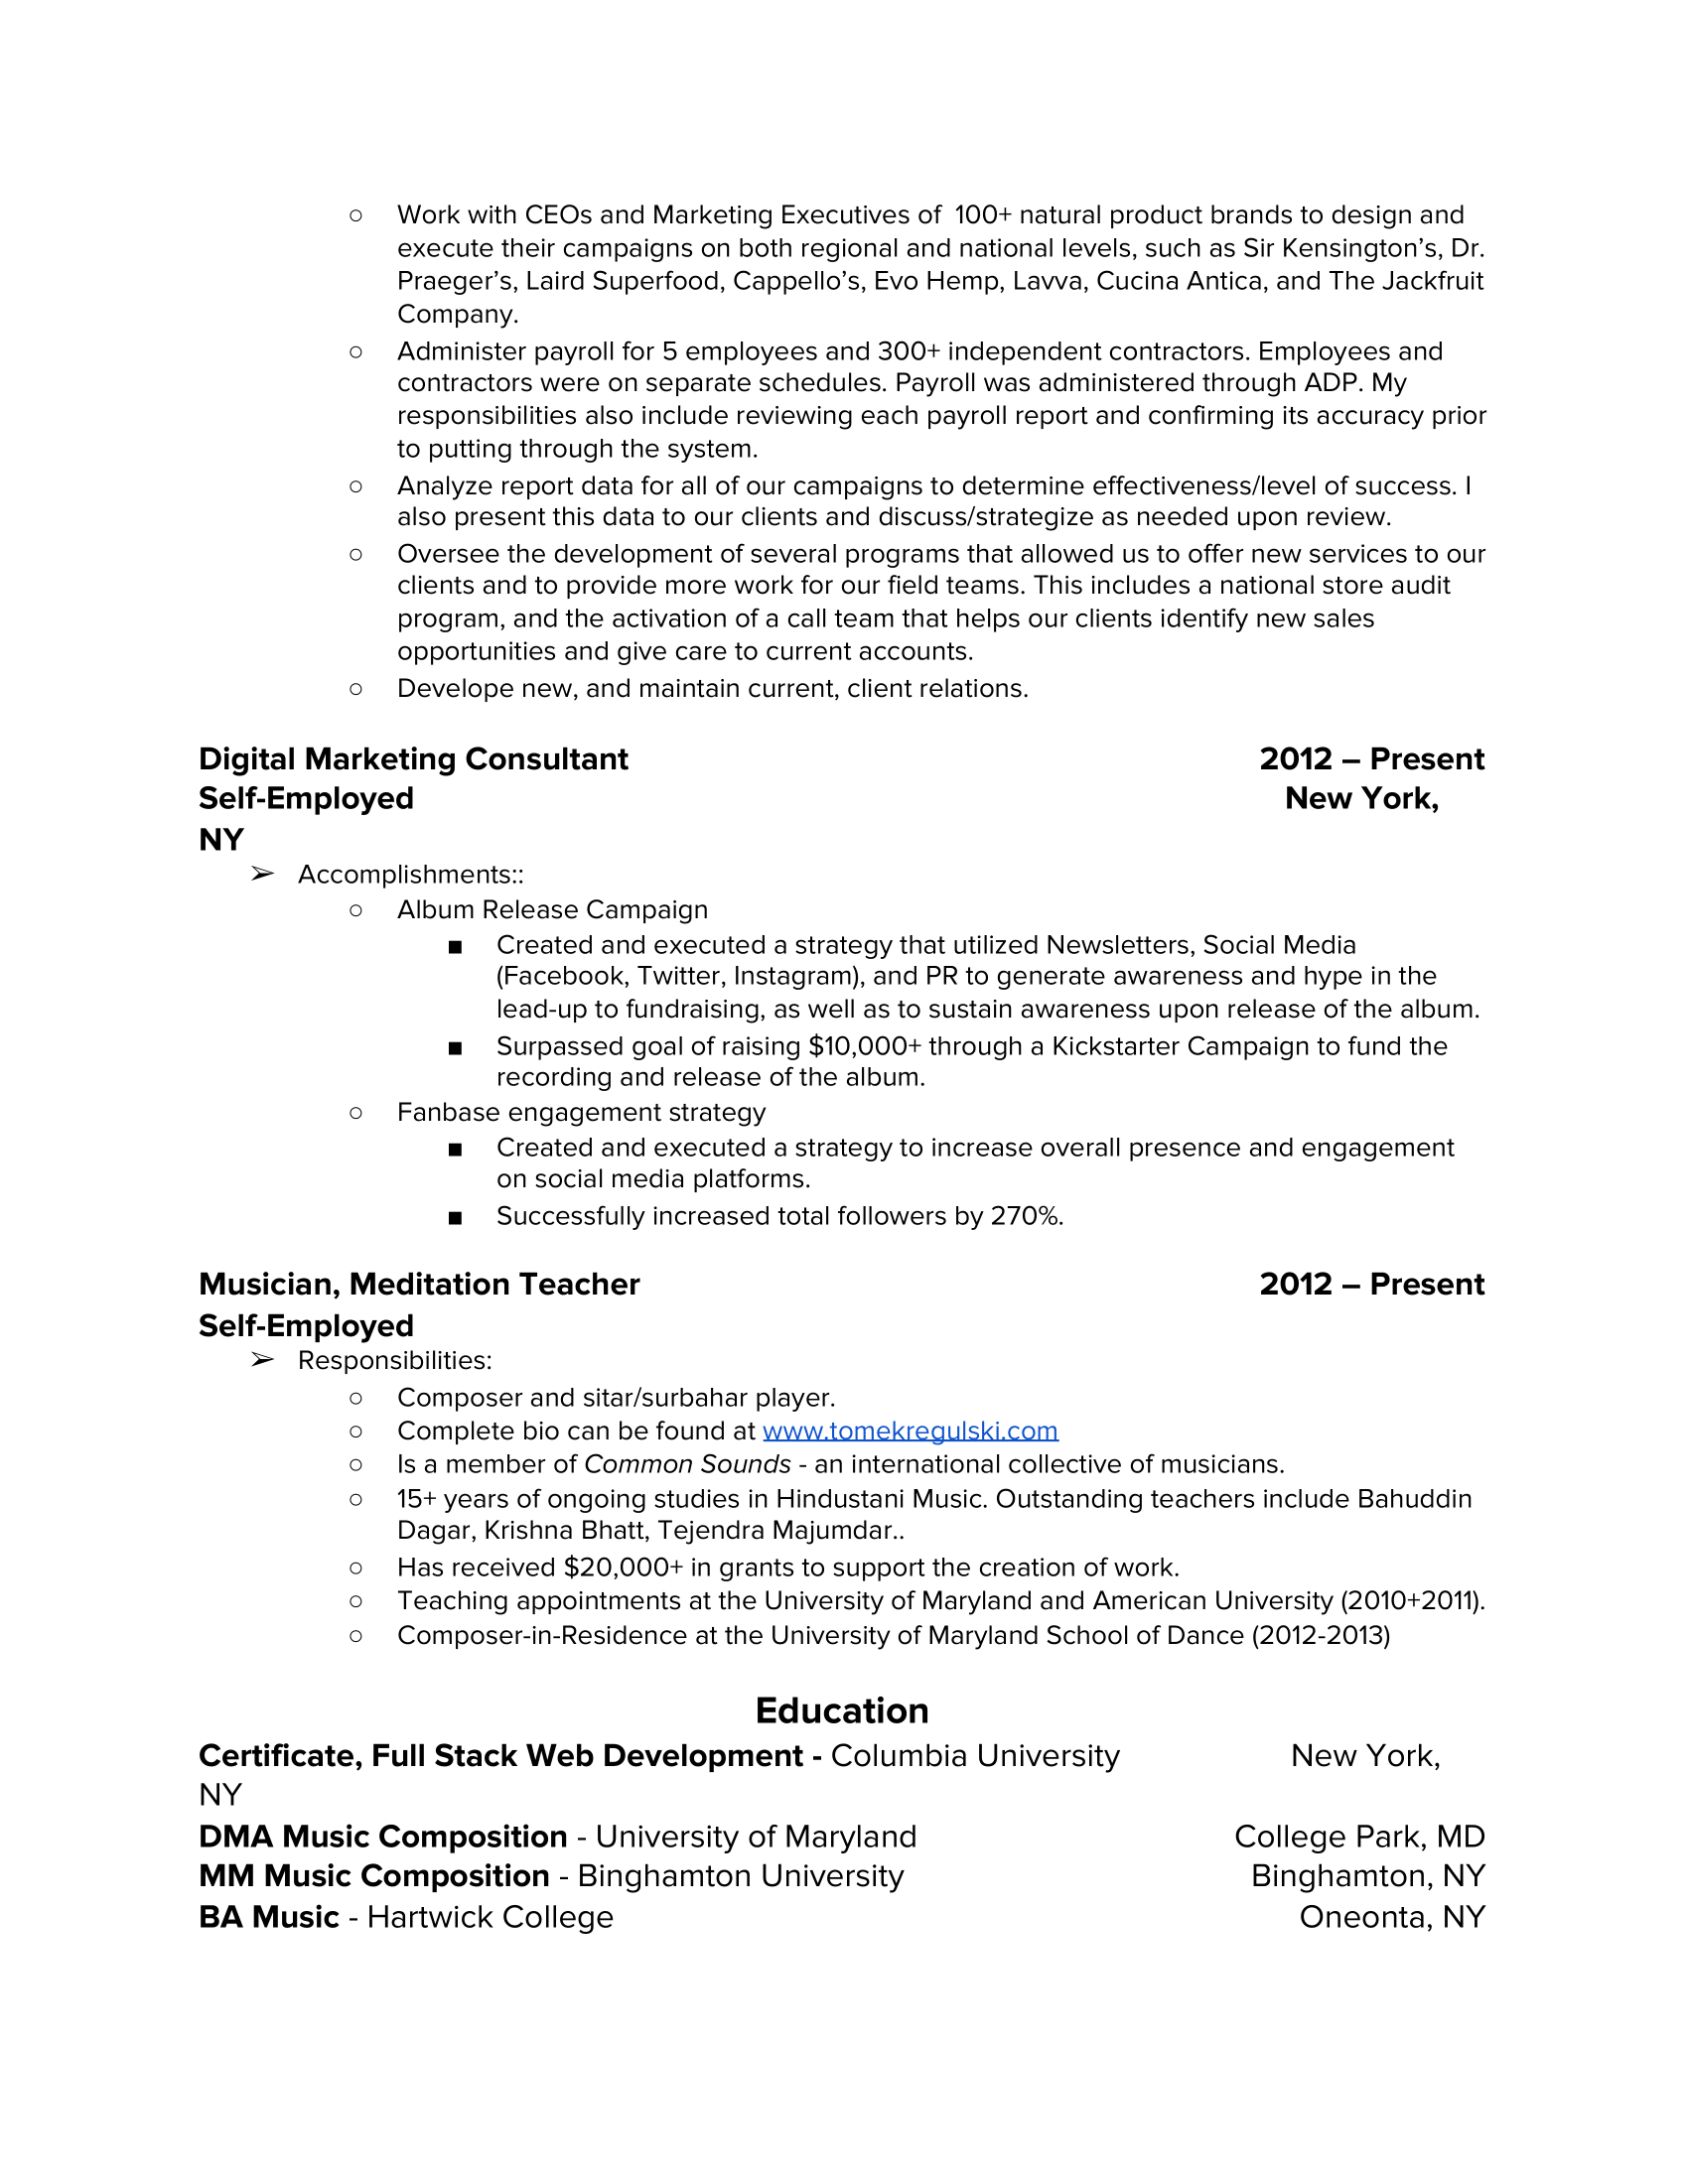 ○ Work with CEOs and Marketing Executives of  100+ natural product brands to design and
execute their campaigns on both regional and national levels, such as Sir Kensington’s, Dr.
Praeger’s, Laird Superfood, Cappello’s, Evo Hemp, Lavva, Cucina Antica, and The Jackfruit
Company.
○ Administer payroll for 5 employees and 300+ independent contractors. Employees and
contractors were on separate schedules. Payroll was administered through ADP. My
responsibilities also include reviewing each payroll report and confirming its accuracy prior
to putting through the system.
○ Analyze report data for all of our campaigns to determine effectiveness/level of success. I
also present this data to our clients and discuss/strategize as needed upon review.
○ Oversee the development of several programs that allowed us to offer new services to our
clients and to provide more work for our field teams. This includes a national store audit
program, and the activation of a call team that helps our clients identify new sales
opportunities and give care to current accounts.
○ Develope new, and maintain current, client relations.
Digital Marketing Consultant 2012 – Present
Self-Employed New York,
NY
➢ Accomplishments::
○ Album Release Campaign
■ Created and executed a strategy that utilized Newsletters, Social Media
(Facebook, Twitter, Instagram), and PR to generate awareness and hype in the
lead-up to fundraising, as well as to sustain awareness upon release of the album.
■ Surpassed goal of raising $10,000+ through a Kickstarter Campaign to fund the
recording and release of the album.
○ Fanbase engagement strategy
■ Created and executed a strategy to increase overall presence and engagement
on social media platforms.
■ Successfully increased total followers by 270%.
Musician, Meditation Teacher 2012 – Present
Self-Employed
➢ Responsibilities:
○ Composer and sitar/surbahar player.
○ Complete bio can be found at www.tomekregulski.com
○ Is a member of Common Sounds - an international collective of musicians.
○ 15+ years of ongoing studies in Hindustani Music. Outstanding teachers include Bahuddin
Dagar, Krishna Bhatt, Tejendra Majumdar..
○ Has received $20,000+ in grants to support the creation of work.
○ Teaching appointments at the University of Maryland and American University (2010+2011).
○ Composer-in-Residence at the University of Maryland School of Dance (2012-2013)
Education
Certificate, Full Stack Web Development - Columbia University New York,
NY
DMA Music Composition - University of Maryland College Park, MD
MM Music Composition - Binghamton University Binghamton, NY
BA Music - Hartwick College Oneonta, NY